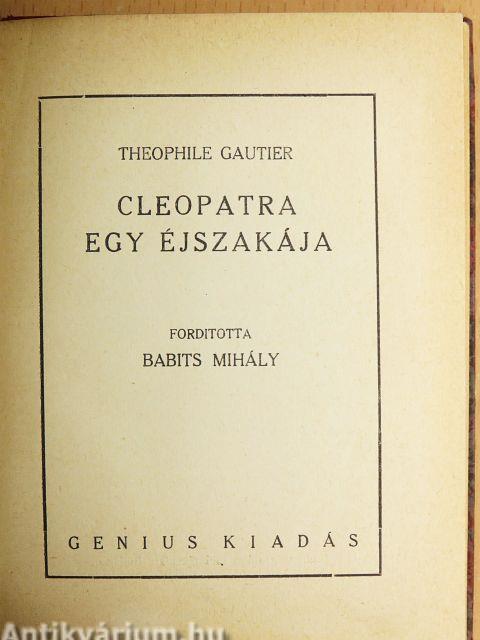 THEOPHILE GAUTIER
CLEOPATRA
EGY ÉJSZAKÁJA
FORDITOTTA
BABITS MIHÁLY
GENIUS KIADÁS
Antikvárium.hu